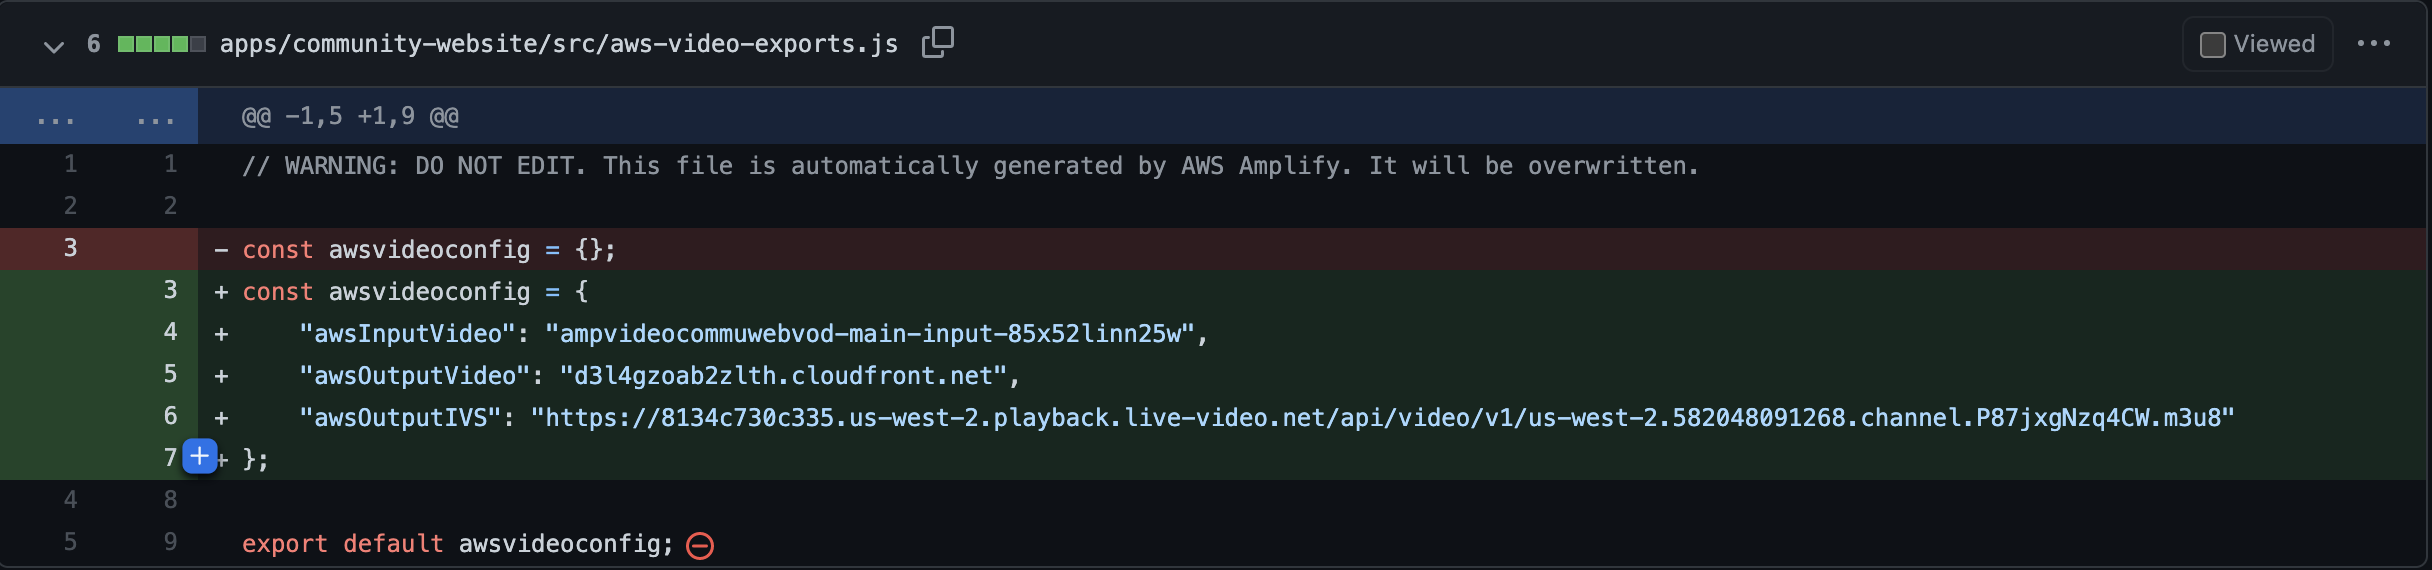 6 apps/community-website/src/aws-video-exports.js Viewed ...
... ... @@ -1,5 +1,9 @@
1 1 // WARNING: DO NOT EDIT. This file is automatically generated by AWS Amplify. It will be overwritten.
2 2
3 - const awsvideoconfig = {};
3 + const awsvideoconfig = {
4 + "awsInputVideo": "ampvideocommuwebvod-main-input-85x52linn25w",
5 + "awsOutputVideo": "d3l4gzoab2zlth.cloudfront.net",
6 + "awsOutputIVS": "https://8134c730c335.us-west-2.playback.live-video.net/api/video/v1/us-west-2.582048091268.channel.P87jxgNzq4CW.m3u8"
7 + };
4 8
5 9 export default awsvideoconfig;